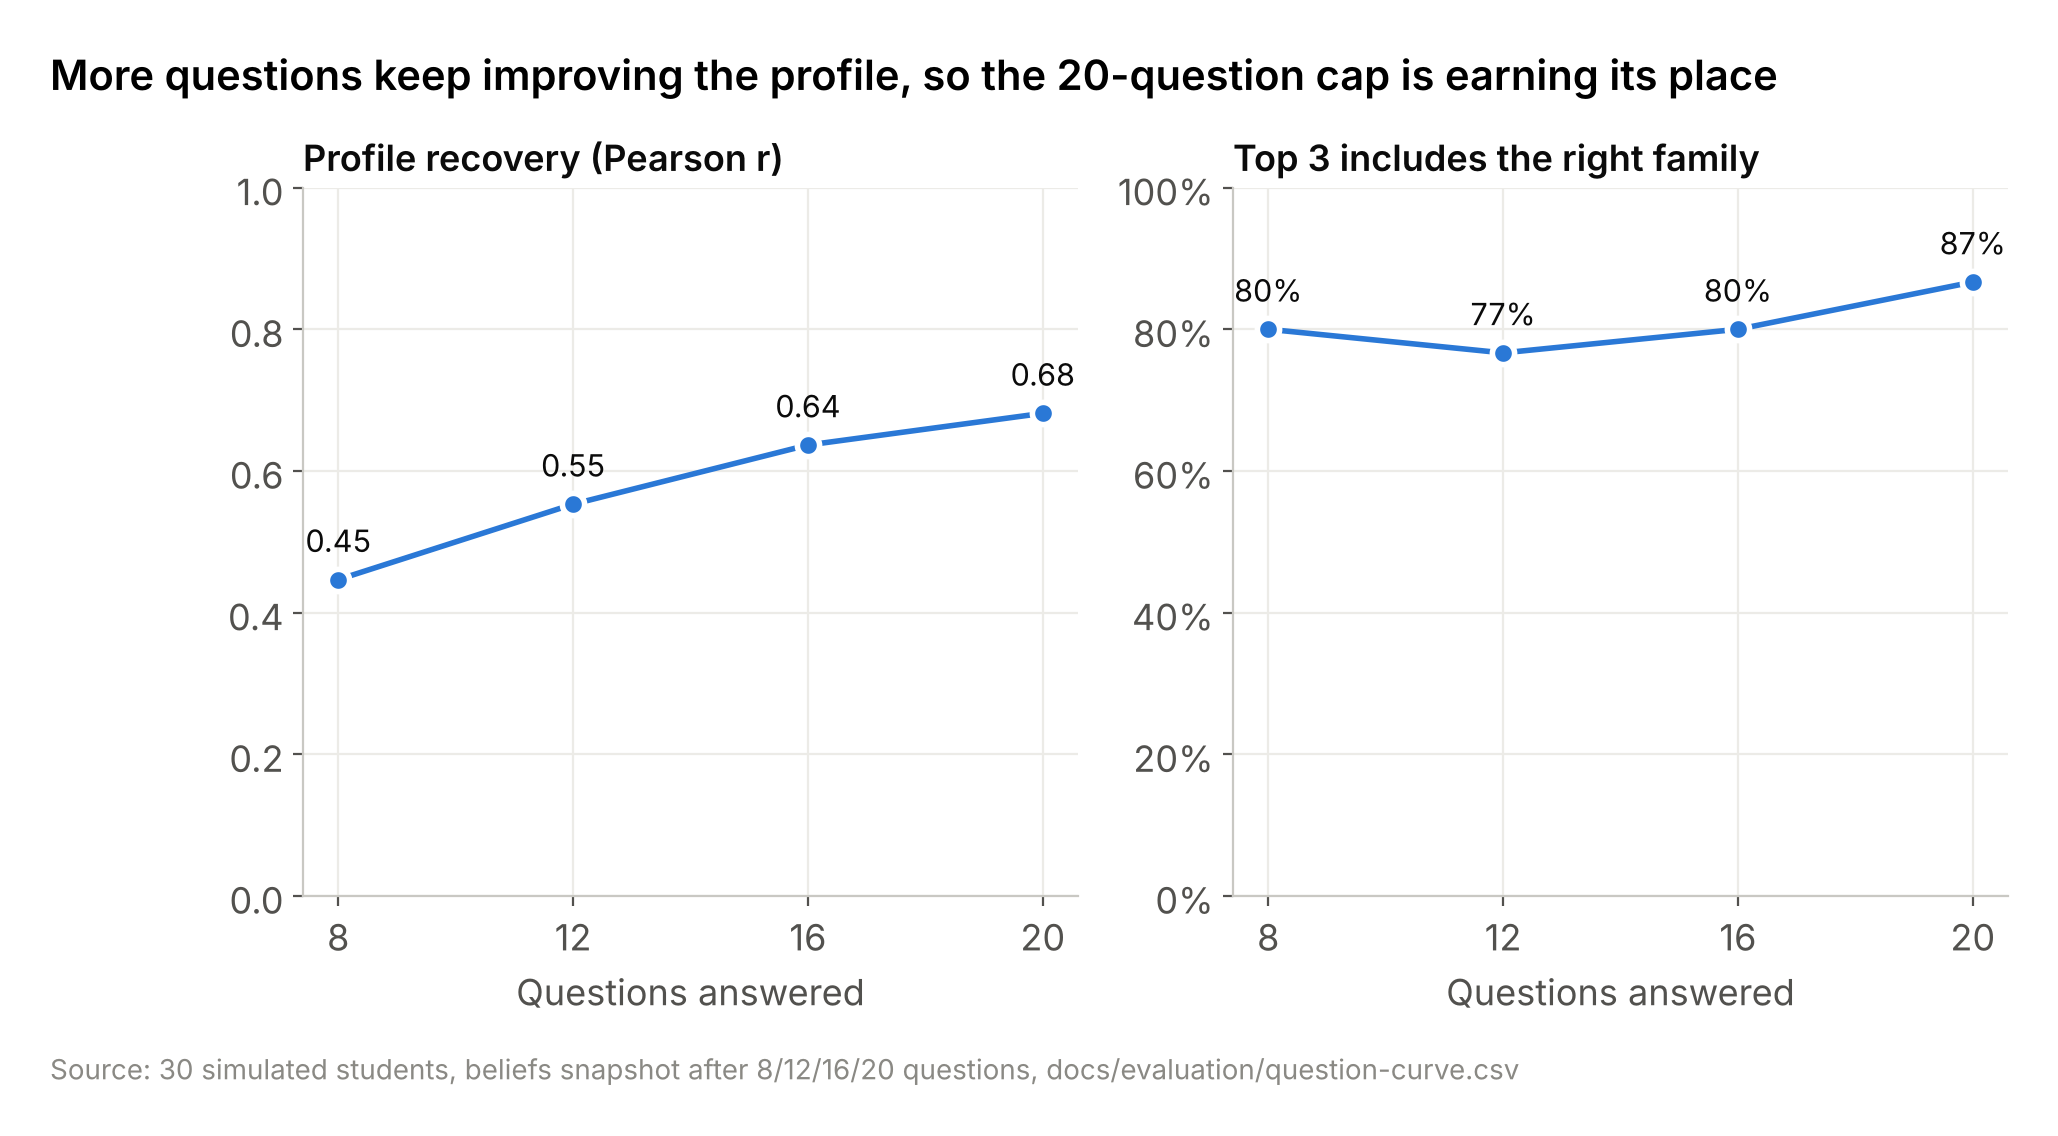 More questions keep improving the profile, so the 20-question cap is earning its place
Profile recovery (Pearson r)
1.0
0.8
0.6
0.4
0.2
0.0
0.45
0.55
0.64
0.68
8 12 16 20
Questions answered
Top 3 includes the right family
100%
80%
60%
40%
20%
0%
80%
77%
80%
87%
8 12 16 20
Questions answered
Source: 30 simulated students, beliefs snapshot after 8/12/16/20 questions, docs/evaluation/question-curve.csv